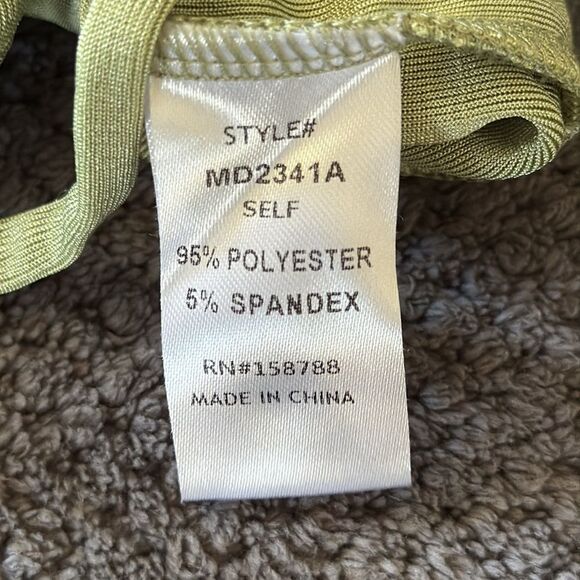 STYLE#
MD2341A
SELF
95% POLYESTER
5% SPANDEX
RN#158788
MADE IN CHINA